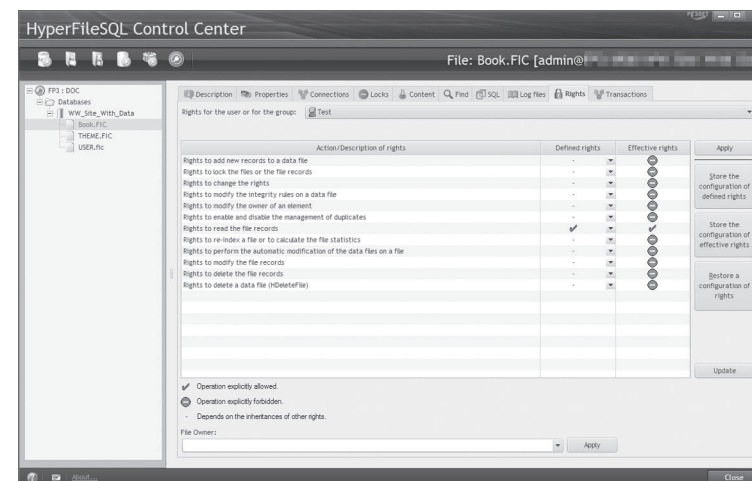 HyperFileSQL Control Center
PC SOFT
File: Book.FIC [admin@
FP3 : DOC
Databases
WW_Site_With_Data
Book.FIC
THEME.FIC
USER.fic
Description Properties Connections Locks Content Find SQL Log files Rights Transactions
Rights for the user or for the group: Test
Action/Description of rights Defined rights Effective rights
Rights to add new records to a data file -
Rights to lock the files or the file records -
Rights to change the rights -
Rights to modify the integrity rules on a data file -
Rights to modify the owner of an element -
Rights to enable and disable the management of duplicates -
Rights to read the file records
Rights to re-index a file or to calculate the file statistics -
Rights to perform the automatic modification of the data files on a file -
Rights to modify the file records -
Rights to delete the file records -
Rights to delete a data file (HDeleteFile) -
Apply
Store the
configuration of
defined rights
Store the
configuration of
effective rights
Restore a
configuration of
rights
Update
Operation explicitly allowed.
Operation explicitly forbidden.
- Depends on the inheritances of other rights.
File Owner:
Apply
About...
Close